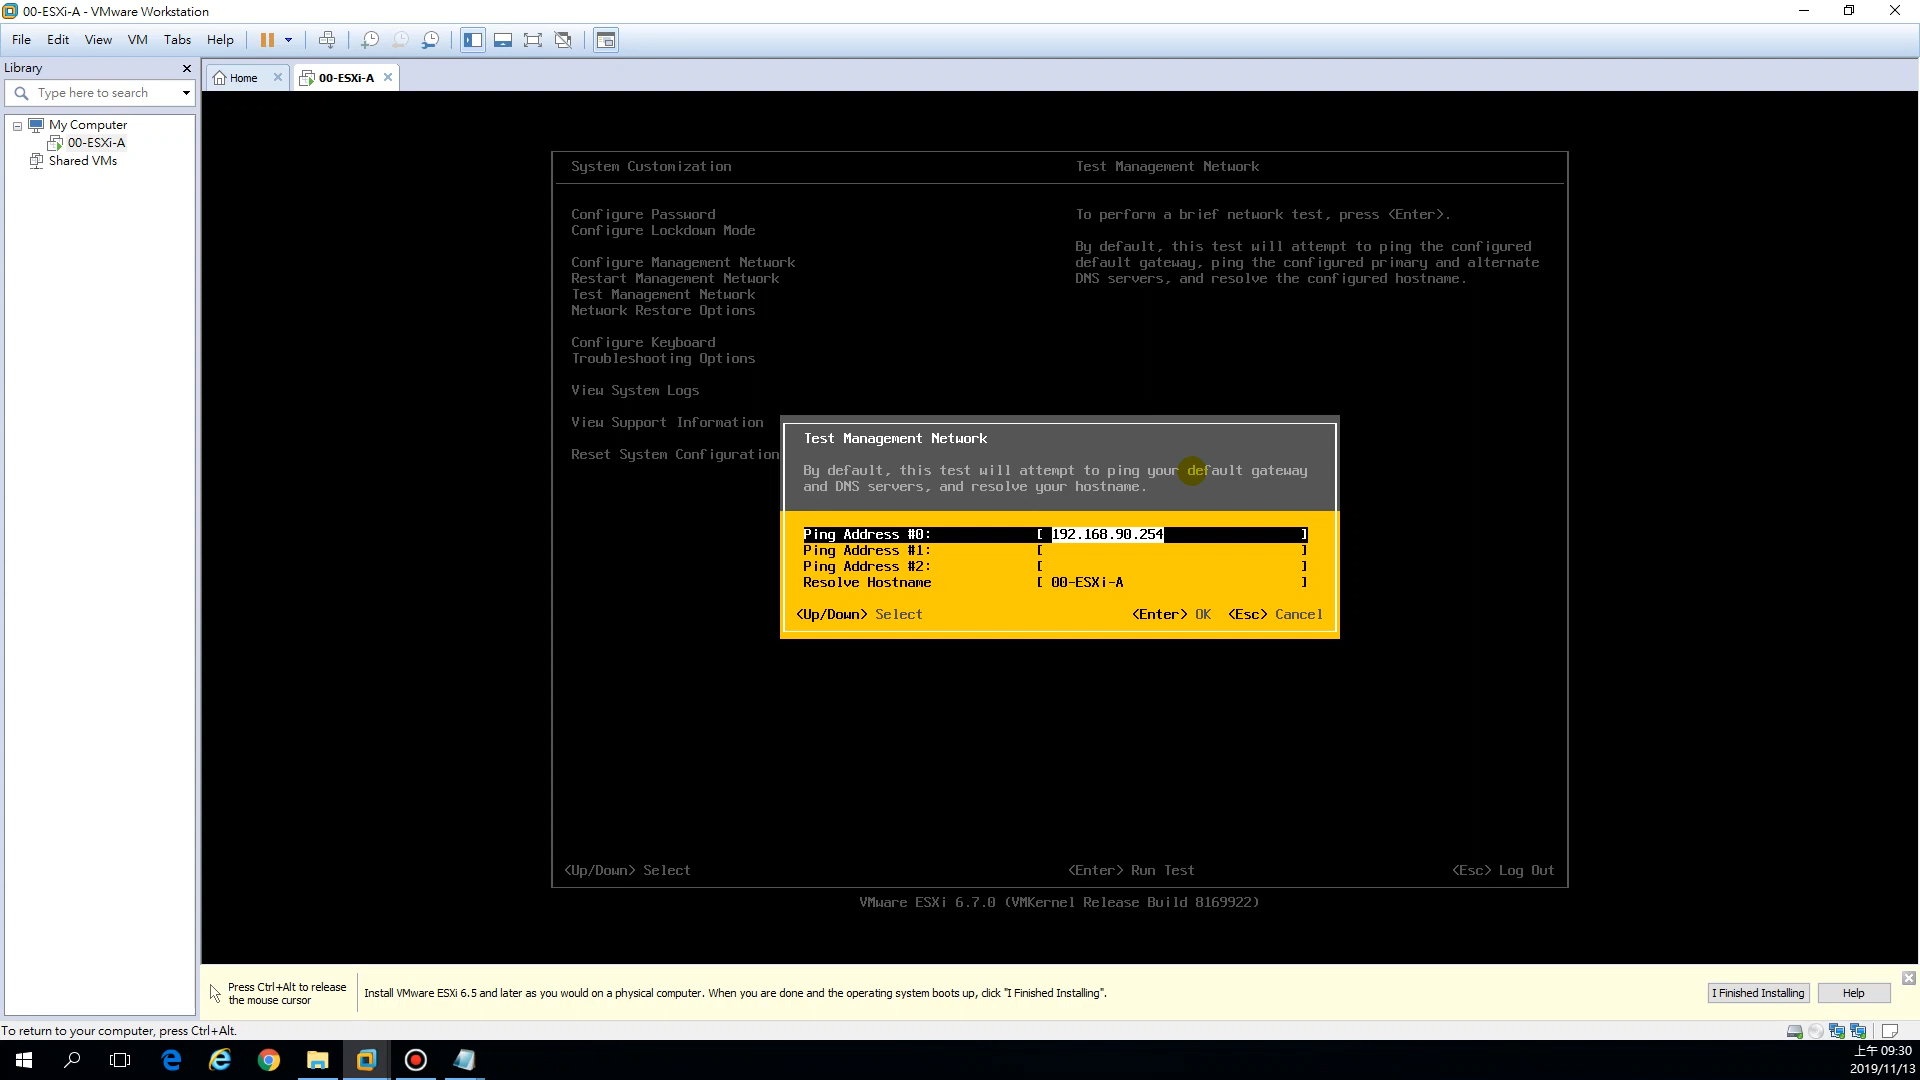 00-ESXi-A - VMware Workstation
File Edit View VM Tabs Help
Library
Home
00-ESXi-A
Type here to search
My Computer
00-ESXi-A
Shared VMs
System Customization
Test Management Network
Configure Password
Configure Lockdown Mode
Configure Management Network
Restart Management Network
Test Management Network
Network Restore Options
Configure Keyboard
Troubleshooting Options
View System Logs
View Support Information
Reset System Configuration
To perform a brief network test, press <Enter>.
By default, this test will attempt to ping the configured
default gateway, ping the configured primary and alternate
DNS servers, and resolve the configured hostname.
Test Management Network
By default, this test will attempt to ping your default gateway
and DNS servers, and resolve your hostname.
Ping Address #0: [ 192.168.90.254 ]
Ping Address #1: [ ]
Ping Address #2: [ ]
Resolve Hostname [ 00-ESXi-A ]
<Up/Down> Select <Enter> OK <Esc> Cancel
<Up/Down> Select <Enter> Run Test <Esc> Log Out
VMware ESXi 6.7.0 (VMKernel Release Build 8169922)
Press Ctrl+Alt to release
the mouse cursor
Install VMware ESXi 6.5 and later as you would on a physical computer. When you are done and the operating system boots up, click "I Finished Installing".
I Finished Installing
Help
To return to your computer, press Ctrl+Alt.
上午 09:30
2019/11/13